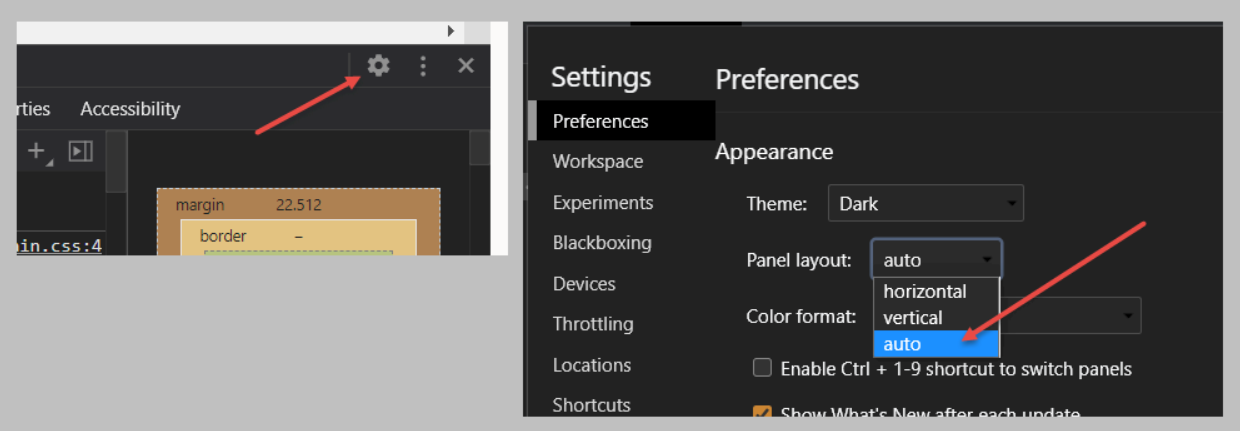 rties Accessibility
margin 22.512
border –
in.css:4
Settings
Preferences
Workspace
Experiments
Blackboxing
Devices
Throttling
Locations
Shortcuts
Preferences
Appearance
Theme: Dark
Panel layout: auto
horizontal
vertical
auto
Color format:
Enable Ctrl + 1-9 shortcut to switch panels
Show What's New after each update